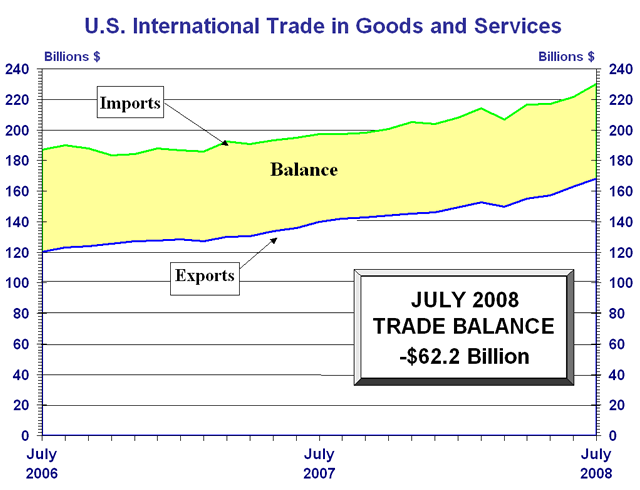 U.S. International Trade in Goods and Services
Billions $ Billions $
240 240
220 220
Imports
200 200
180 180
Balance
160 160
140 140
120 120
Exports
100 100
JULY 2008
80 80
TRADE BALANCE
60 60
-$62.2 Billion
40 40
20 20
0 0
July July July
2006 2007 2008